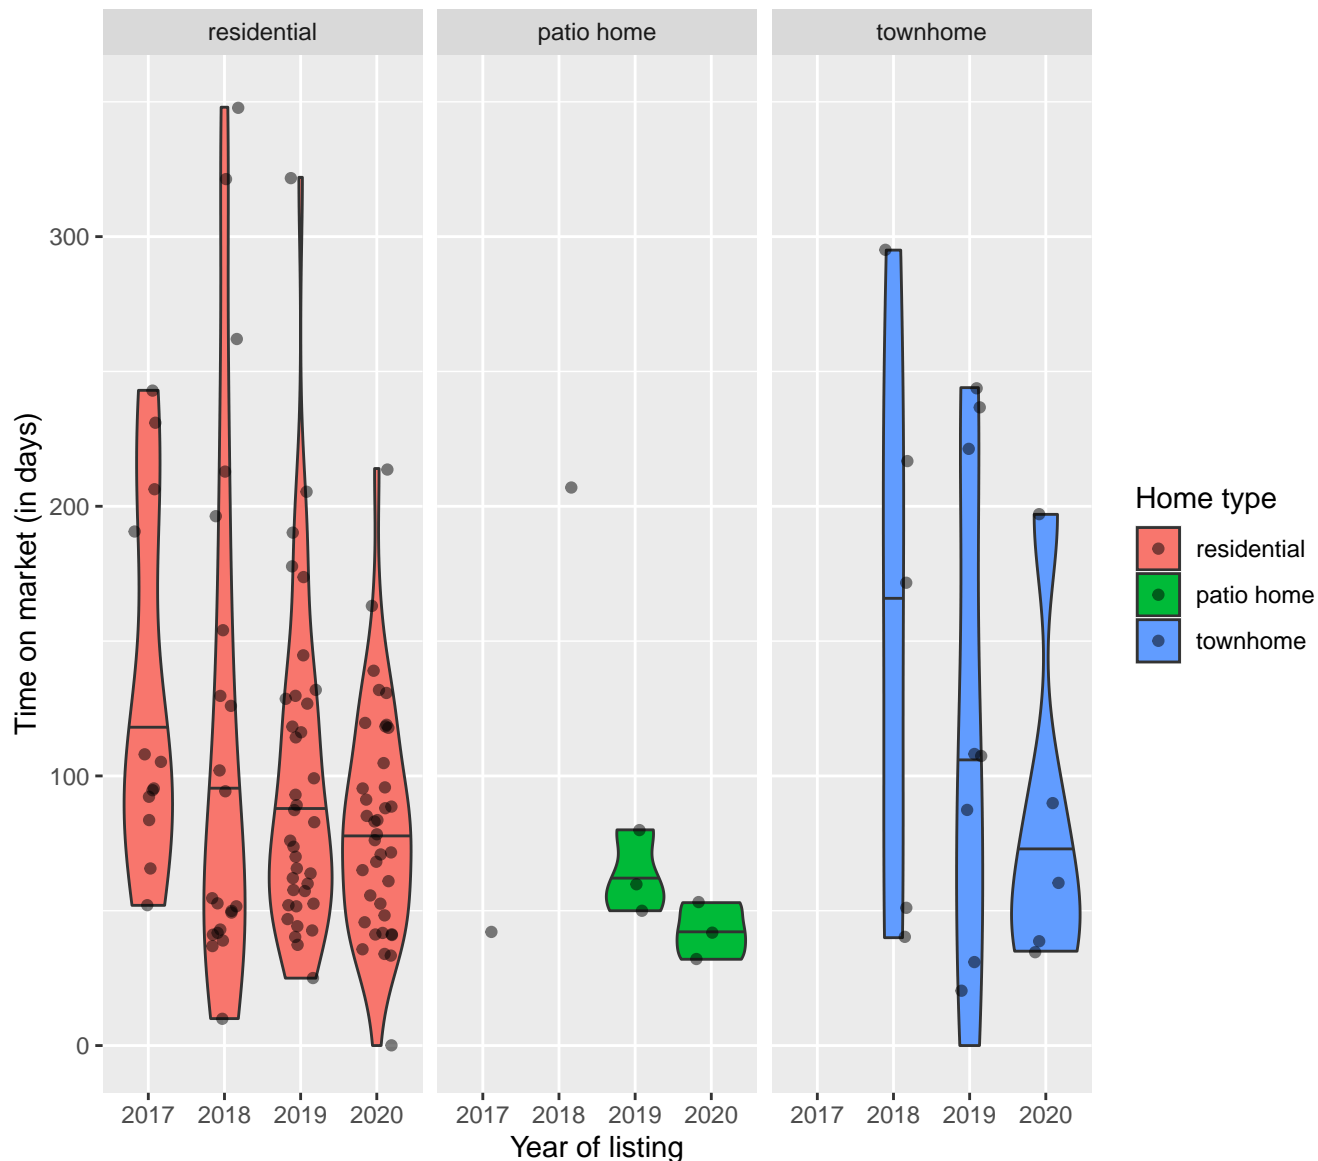 residential patio home townhome
300
200
100
0
Time on market (in days)
2017 2018 2019 2020 2017 2018 2019 2020 2017 2018 2019 2020
Year of listing
Home type
residential
patio home
townhome